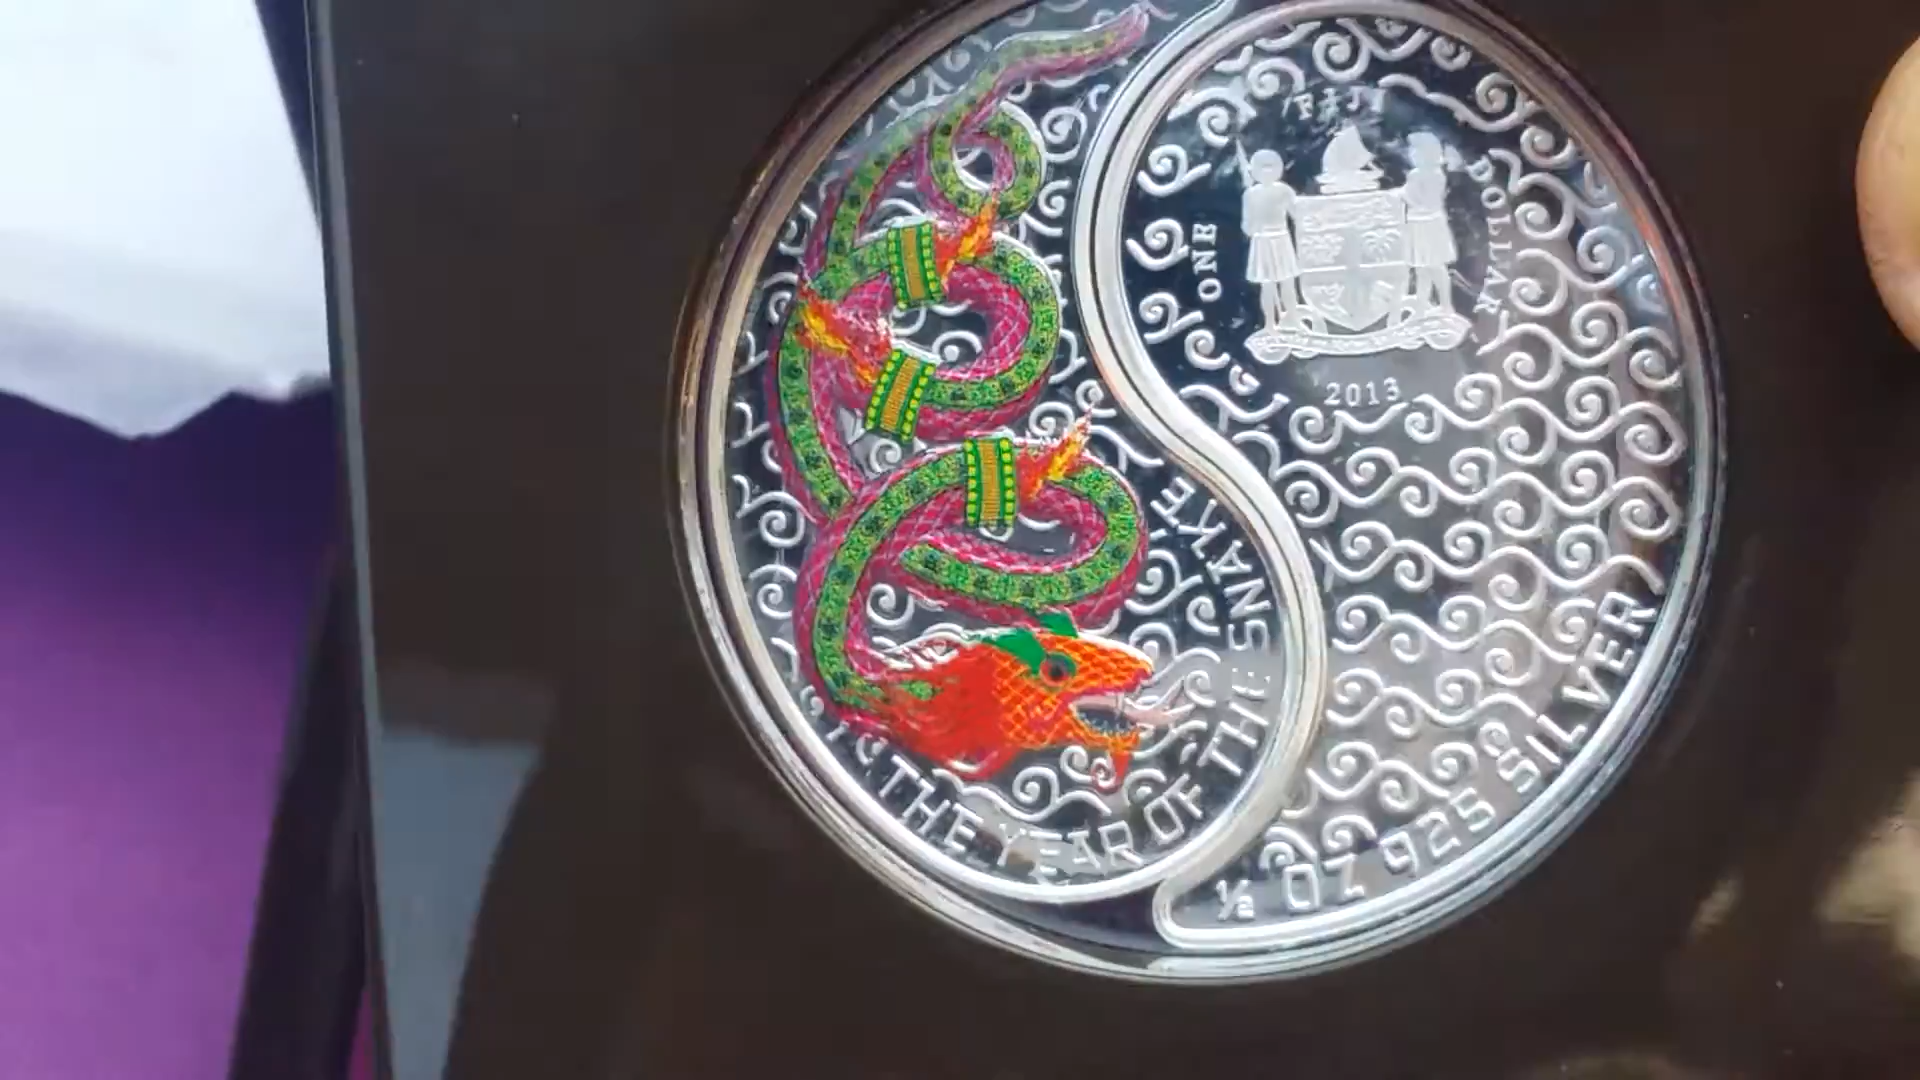 THE YEAR OF THE SNAKE
FIJI
ONE
DOLLAR
2013
½ OZ 925 SILVER